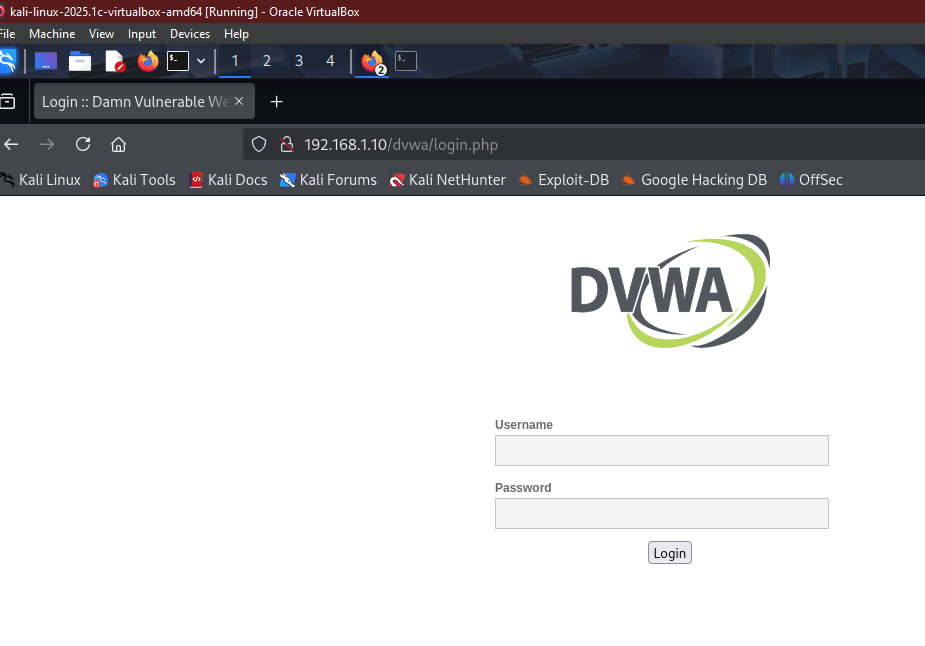 kali-linux-2025.1c-virtualbox-amd64 [Running] - Oracle VirtualBox
File Machine View Input Devices Help
1 2 3 4 2
Login :: Damn Vulnerable We
192.168.1.10/dvwa/login.php
Kali Linux Kali Tools Kali Docs Kali Forums Kali NetHunter Exploit-DB Google Hacking DB OffSec
DVWA
Username
Password
Login